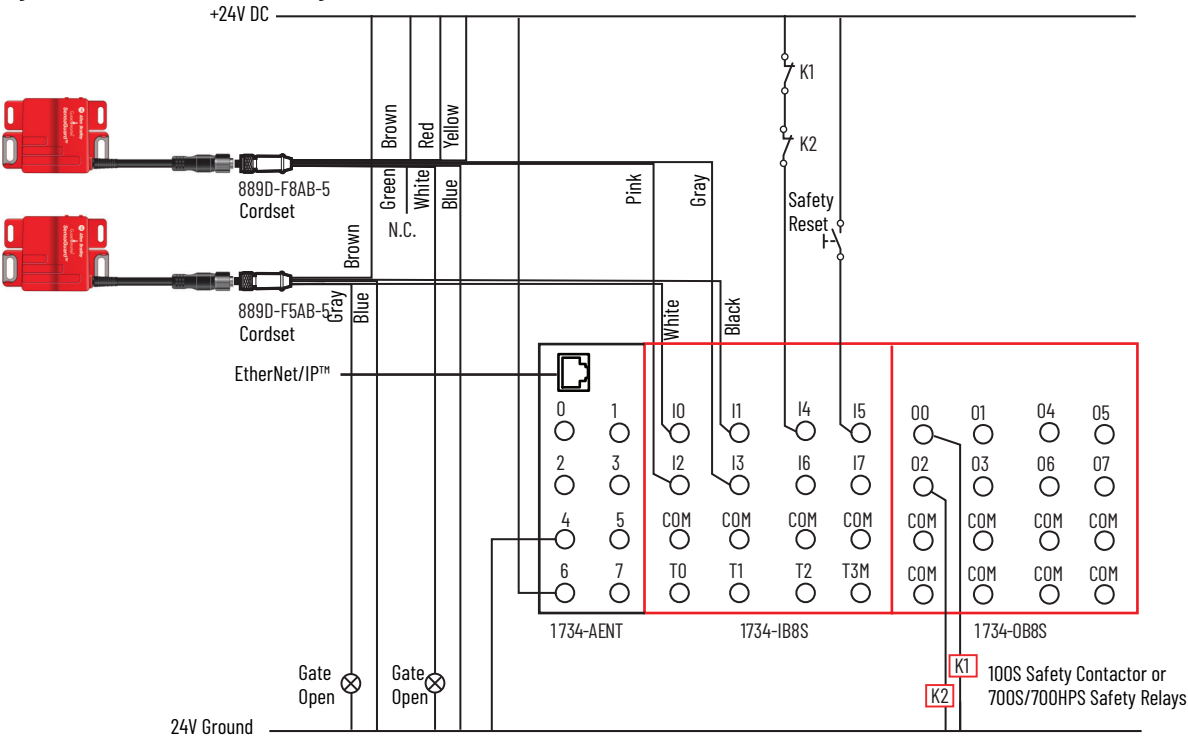 +24V DC
K1
K2
Safety
Reset
Brown
Red
Yellow
Green
White
Blue
N.C.
Pink
Gray
889D-F8AB-5
Cordset
Brown
Gray
Blue
889D-F5AB-5
Cordset
White
Black
EtherNet/IP™
0 1 I0 I1 I4 I5 O0 O1 O4 O5
2 3 I2 I3 I6 I7 O2 O3 O6 O7
4 5 COM COM COM COM COM COM COM COM
6 7 T0 T1 T2 T3M COM COM COM COM
1734-AENT 1734-IB8S 1734-OB8S
Gate
Open
Gate
Open
K1
K2
100S Safety Contactor or
700S/700HPS Safety Relays
24V Ground